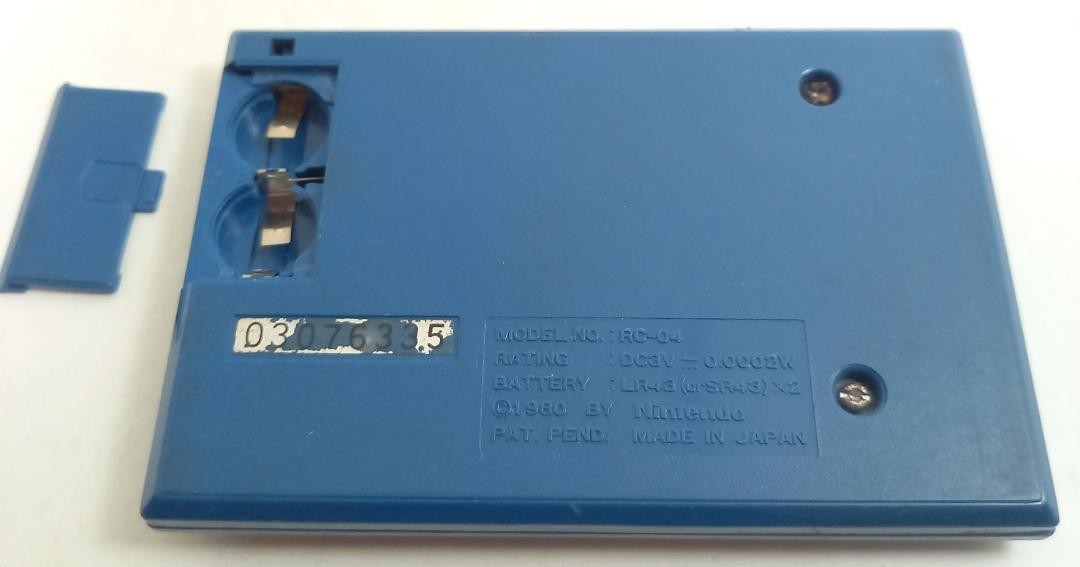 03076335
MODEL NO. : RC-04
RATING : DC3V ⎓ 0.0002W
BATTERY : LR43 (or SR43) ×2
©1980 BY Nintendo
PAT. PEND. MADE IN JAPAN